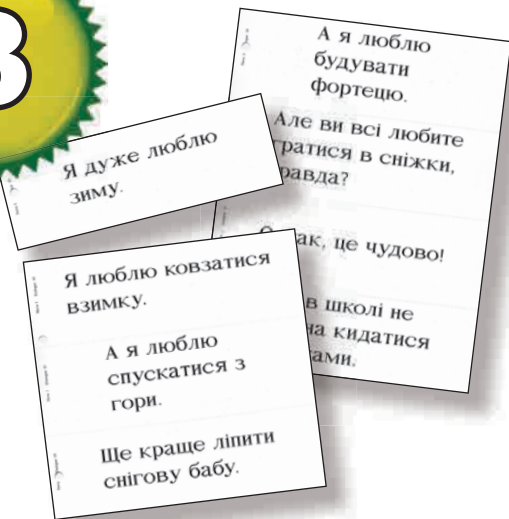 3
А я люблю
будувати
фортецю.
Але ви всі любите
гратися в сніжки,
правда?
це чудово!
в школі не
кидатися
Я дуже люблю
зиму.
Я люблю ковзатися
взимку.
А я люблю
спускатися з
гори.
Ще краще ліпити
снігову бабу.